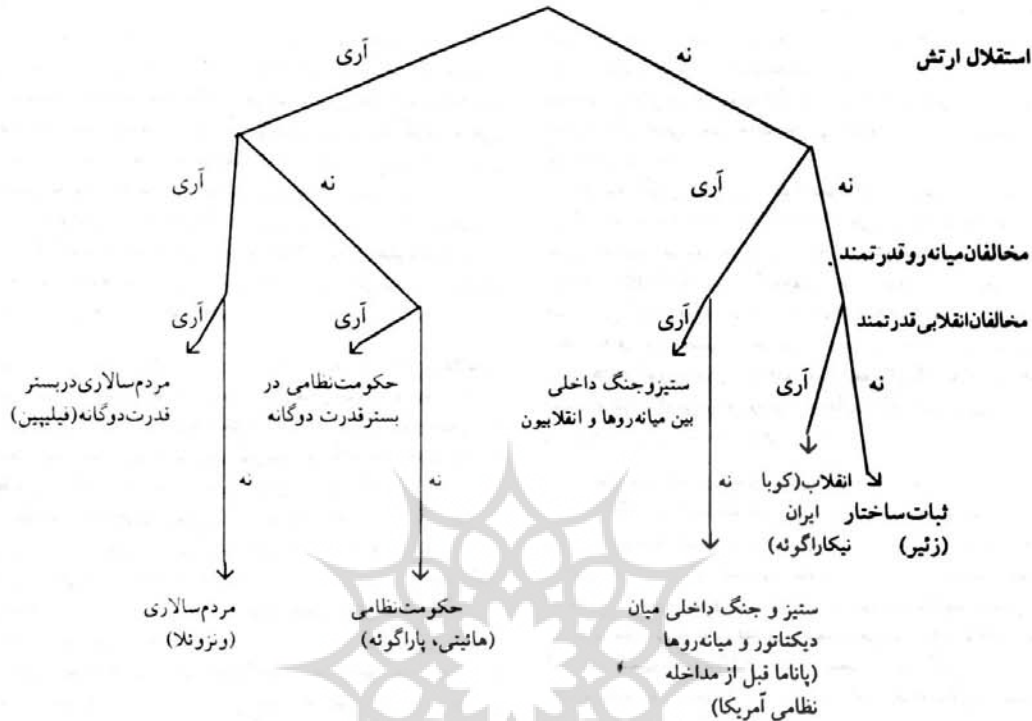 استقلال ارتش
نه
آری
نه
آری
نه
آری
مخالفان میانه‌رو قدرتمند
مخالفان انقلابی قدرتمند
نه
آری
آری
آری
آری
ستیز و جنگ داخلی
بین میانه‌روها و انقلابیون
حکومت نظامی در
بستر قدرت دوگانه
مردم سالاری در بستر
قدرت دوگانه (فیلیپین)
نه
نه
نه
انقلاب (کوبا
ایران
نیکاراگوئه)
ثبات ساختار
(زئیر)
ستیز و جنگ داخلی میان
دیکتاتور و میانه‌روها
(پاناما قبل از مداخله
نظامی آمریکا)
حکومت نظامی
(هائیتی، پاراگوئه)
مردم سالاری
(ونزوئلا)